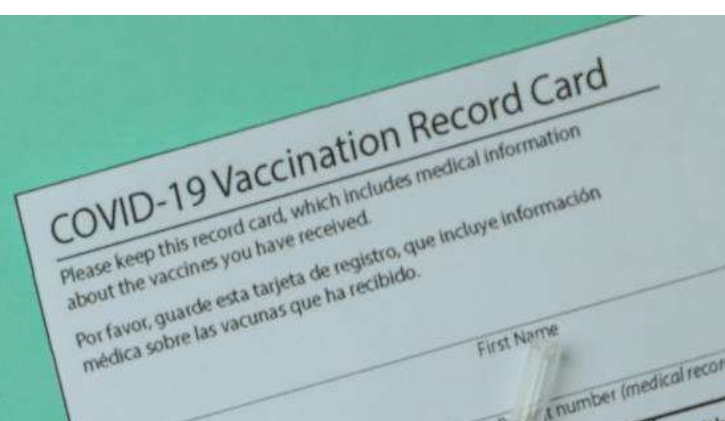 COVID-19 Vaccination Record Card
Please keep this record card, which includes medical information
about the vaccines you have received.
Por favor, guarde esta tarjeta de registro, que incluye información
médica sobre las vacunas que ha recibido.
First Name
number (medical recor